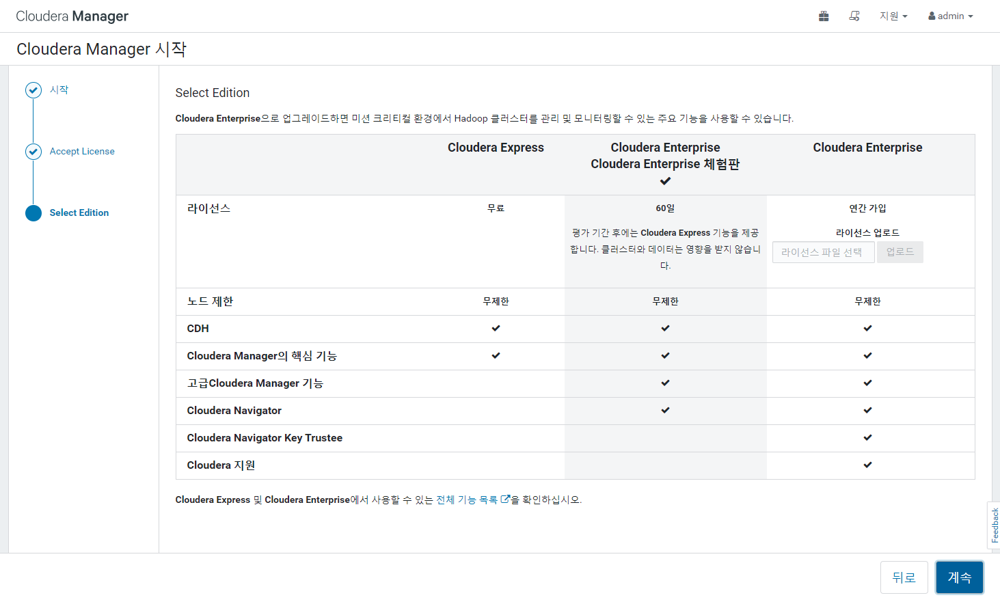 Cloudera Manager
지원
admin
Cloudera Manager 시작
시작
Accept License
Select Edition
Select Edition
Cloudera Enterprise으로 업그레이드하면 미션 크리티컬 환경에서 Hadoop 클러스터를 관리 및 모니터링할 수 있는 주요 기능을 사용할 수 있습니다.
Cloudera Express
Cloudera Enterprise
Cloudera Enterprise 체험판
Cloudera Enterprise
라이선스
무료
60일
평가 기간 후에는 Cloudera Express 기능을 제공
합니다. 클러스터와 데이터는 영향을 받지 않습니
다.
연간 가입
라이선스 업로드
라이선스 파일 선택 업로드
노드 제한 무제한 무제한 무제한
CDH
Cloudera Manager의 핵심 기능
고급Cloudera Manager 기능
Cloudera Navigator
Cloudera Navigator Key Trustee
Cloudera 지원
Cloudera Express 및 Cloudera Enterprise에서 사용할 수 있는 전체 기능 목록을 확인하십시오.
Feedback
뒤로 계속